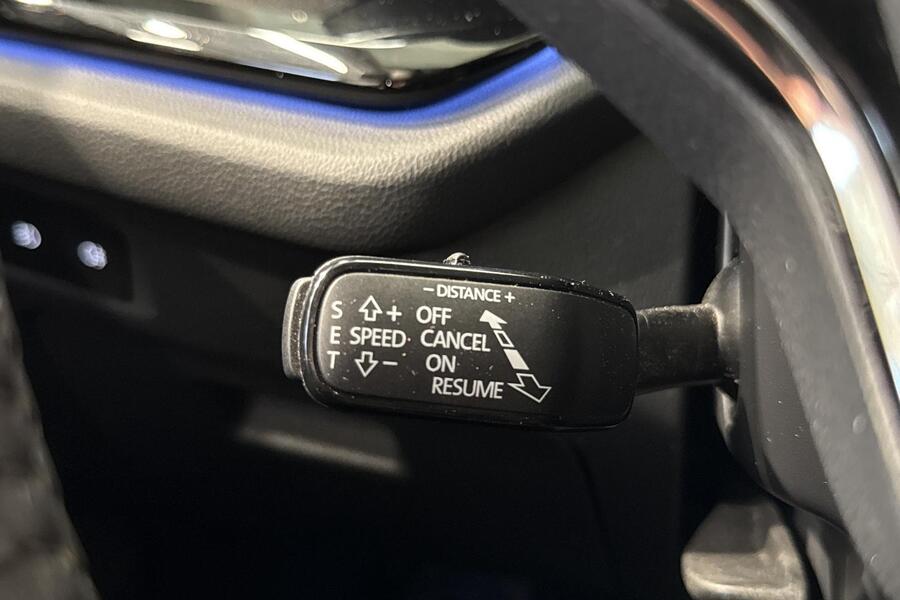 - DISTANCE +
S + OFF
E SPEED CANCEL
T - ON
RESUME